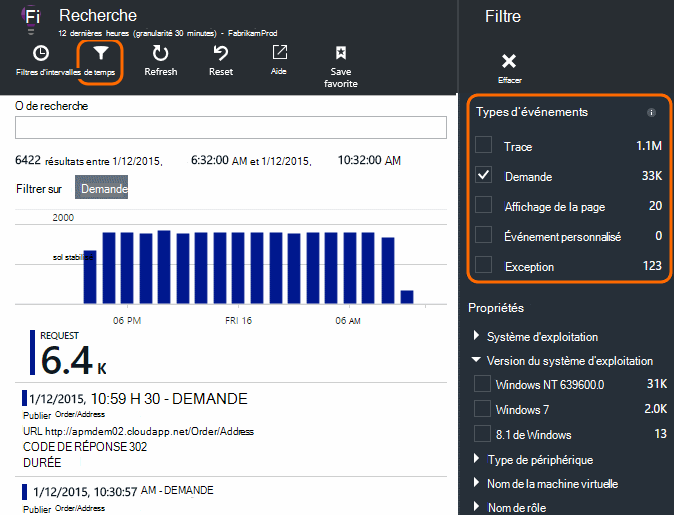 Fi
Recherche
12 dernières heures (granularité 30 minutes) - FabrikamProd
Filtres d'intervalles de temps
Refresh
Reset
Aide
Save favorite
O de recherche
6422 résultats entre 1/12/2015, 6:32:00 AM et 1/12/2015, 10:32:00 AM
Filtrer sur Demande
2000
sol stabilisé
06 PM FRI 16 06 AM
REQUEST
6.4 K
1/12/2015, 10:59 H 30 - DEMANDE
Publier Order/Address
URL http://apmdem02.cloudapp.net/Order/Address
CODE DE RÉPONSE 302
DURÉE
1/12/2015, 10:30:57 AM - DEMANDE
Publier Order/Address
Filtre
Effacer
Types d'événements
Trace 1.1M
Demande 33K
Affichage de la page 20
Événement personnalisé 0
Exception 123
Propriétés
Système d'exploitation
Version du système d'exploitation
Windows NT 639600.0 31K
Windows 7 2.0K
8.1 de Windows 13
Type de périphérique
Nom de la machine virtuelle
Nom de rôle